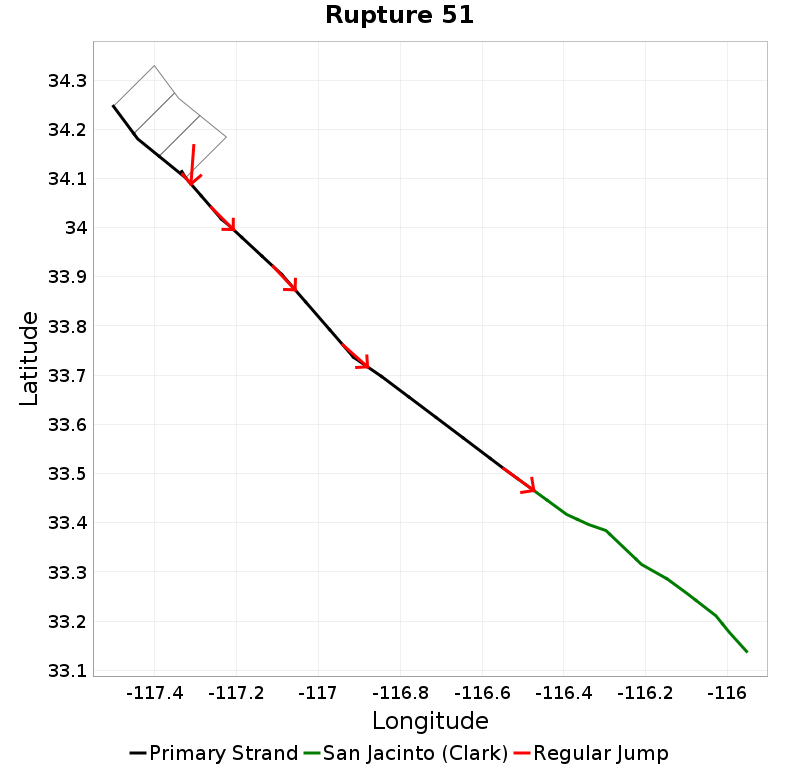 Rupture 51
34.3
34.2
34.1
34
33.9
33.8
33.7
33.6
33.5
33.4
33.3
33.2
33.1
Latitude
-117.4 -117.2 -117 -116.8 -116.6 -116.4 -116.2 -116
Longitude
Primary Strand San Jacinto (Clark) Regular Jump